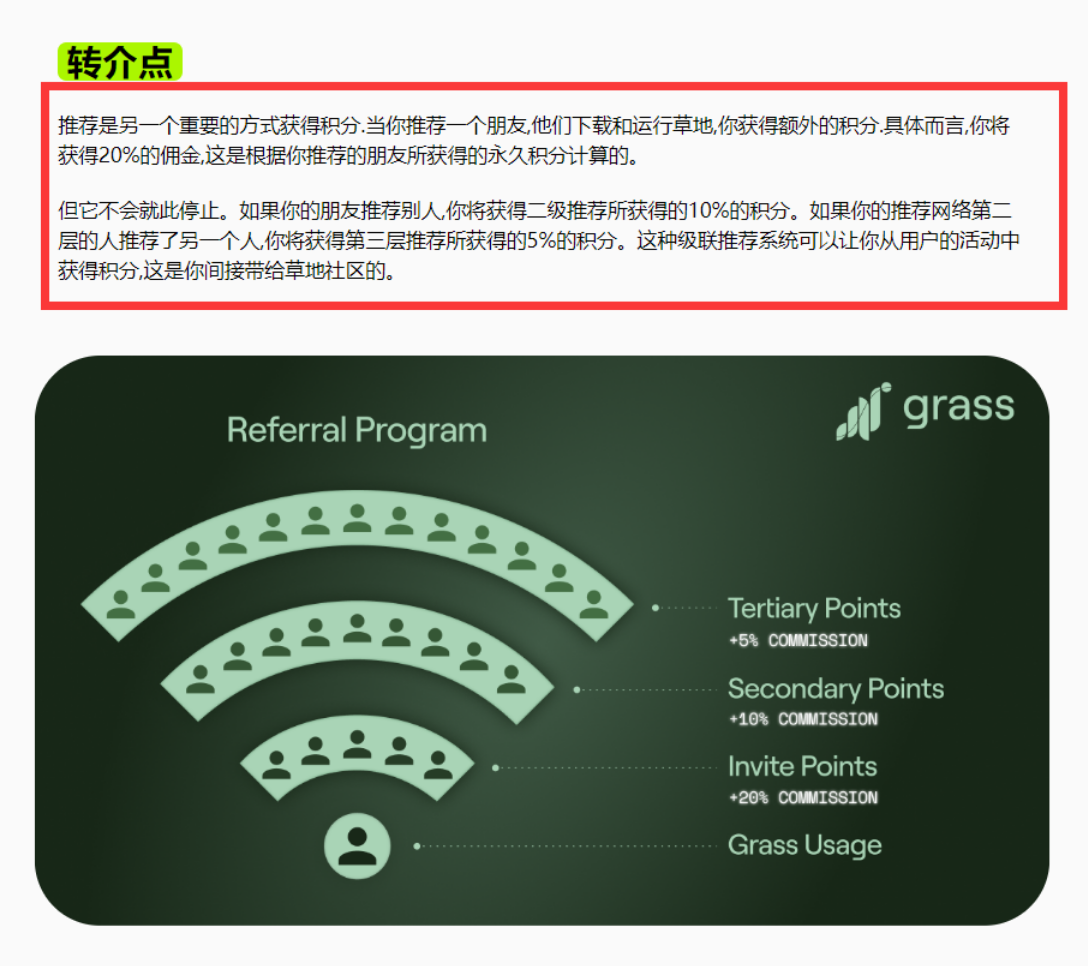 转介点
推荐是另一个重要的方式获得积分.当你推荐一个朋友,他们下载和运行草地,你获得额外的积分.具体而言,你将
获得20%的佣金,这是根据你推荐的朋友所获得的永久积分计算的。
但它不会就此停止。如果你的朋友推荐别人,你将获得二级推荐所获得的10%的积分。如果你的推荐网络第二
层的人推荐了另一个人,你将获得第三层推荐所获得的5%的积分。这种级联推荐系统可以让你从用户的活动中
获得积分,这是你间接带给草地社区的。
grass
Referral Program
Tertiary Points
+5% COMMISSION
Secondary Points
+10% COMMISSION
Invite Points
+20% COMMISSION
Grass Usage